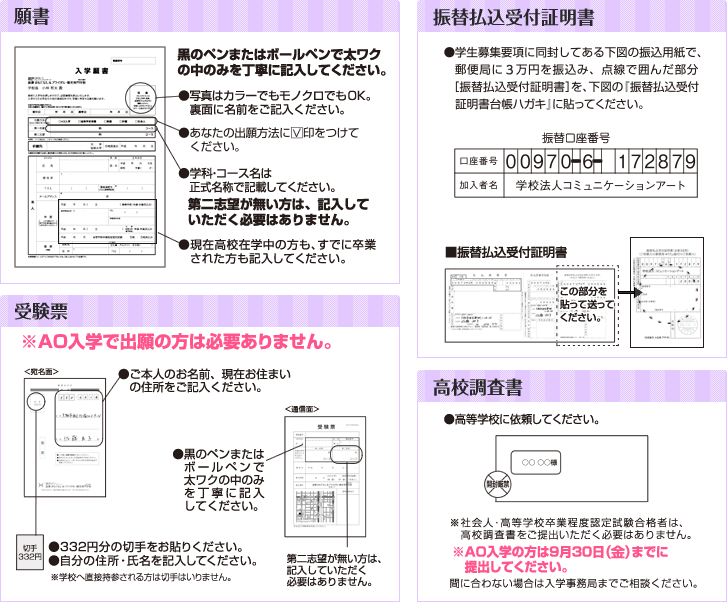 願書
入学願書
黒のペンまたはボールペンで太ワク
の中のみを丁寧に記入してください。
●写真はカラーでもモノクロでもOK。
裏面に名前をご記入ください。
●あなたの出願方法に☑印をつけて
ください。
●学科・コース名は
正式名称で記載してください。
第二志望が無い方は、記入して
いただく必要はありません。
●現在高校在学中の方も、すでに卒業
された方も記入してください。
受験票
※AO入学で出願の方は必要ありません。
<宛名面>
●ご本人のお名前、現在お住まい
の住所をご記入ください。
<通信面>
受験票
●黒のペンまたは
ボールペンで
太ワクの中のみ
を丁寧に記入
してください。
切手
332円
●332円分の切手をお貼りください。
●自分の住所・氏名を記入してください。
※学校へ直接持参される方は切手はいりません。
第二志望が無い方は、
記入していただく
必要はありません。
振替払込受付証明書
●学生募集要項に同封してある下図の振込用紙で、
郵便局に3万円を振込み、点線で囲んだ部分
[振替払込受付証明書]を、下図の『振替払込受付
証明書台帳ハガキ』に貼ってください。
振替口座番号
口座番号 00970-6- 172879
加入者名 学校法人コミュニケーションアート
■振替払込受付証明書
この部分を
貼って送って
ください。
高校調査書
●高等学校に依頼してください。
○○ ○○様
開封厳禁
※社会人・高等学校卒業程度認定試験合格者は、
高校調査書をご提出いただく必要はありません。
※AO入学の方は9月30日(金)までに
提出してください。
間に合わない場合は入学事務局までご相談ください。